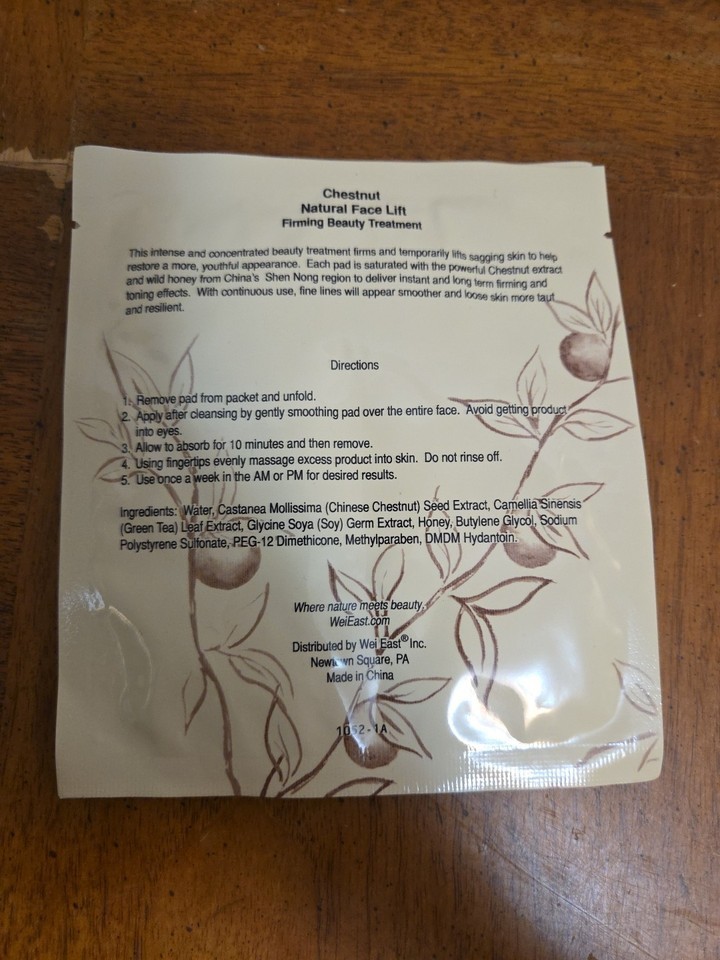 Chestnut
Natural Face Lift
Firming Beauty Treatment
This intense and concentrated beauty treatment firms and temporarily lifts sagging skin to help
restore a more, youthful appearance. Each pad is saturated with the powerful Chestnut extract
and wild honey from China's Shen Nong region to deliver instant and long term firming and
toning effects. With continuous use, fine lines will appear smoother and loose skin more taut
and resilient.
Directions
1. Remove pad from packet and unfold.
2. Apply after cleansing by gently smoothing pad over the entire face. Avoid getting product
into eyes.
3. Allow to absorb for 10 minutes and then remove.
4. Using fingertips evenly massage excess product into skin. Do not rinse off.
5. Use once a week in the AM or PM for desired results.
Ingredients: Water, Castanea Mollissima (Chinese Chestnut) Seed Extract, Camellia Sinensis
(Green Tea) Leaf Extract, Glycine Soya (Soy) Germ Extract, Honey, Butylene Glycol, Sodium
Polystyrene Sulfonate, PEG-12 Dimethicone, Methylparaben, DMDM Hydantoin.
Where nature meets beauty,
WeiEast.com
Distributed by Wei East® Inc.
Newtown Square, PA
Made in China
1052-1A